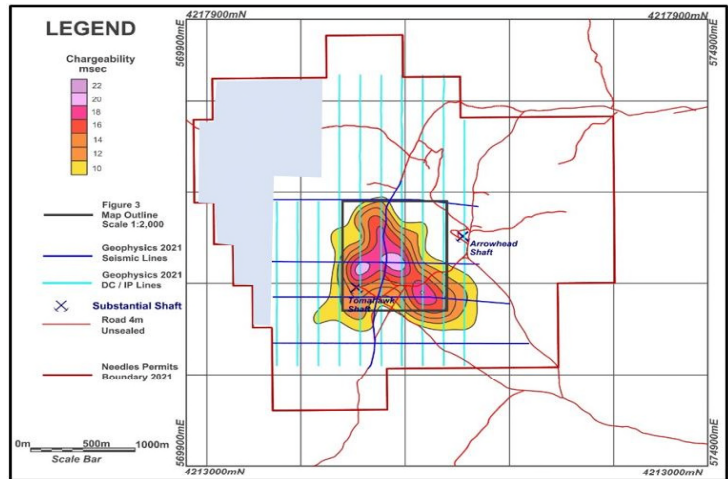 LEGEND
Chargeability
msec
22
20
18
16
14
12
10
Figure 3
Map Outline
Scale 1:2,000
Geophysics 2021
Seismic Lines
Geophysics 2021
DC / IP Lines
Substantial Shaft
Road 4m
Unsealed
Needles Permits
Boundary 2021
0m 500m 1000m
Scale Bar
4217900mN
4217900mN
569900mE
574900mE
Arrowhead
Shaft
Tomahawk
Shaft
569900mE
574900mE
4213000mN
4213000mN